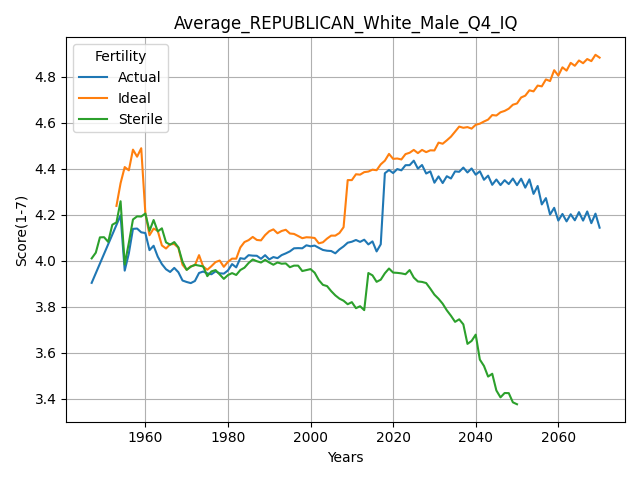 Average_REPUBLICAN_White_Male_Q4_IQ
Fertility
Actual
Ideal
Sterile
Score(1-7)
4.8
4.6
4.4
4.2
4.0
3.8
3.6
3.4
1960 1980 2000 2020 2040 2060
Years